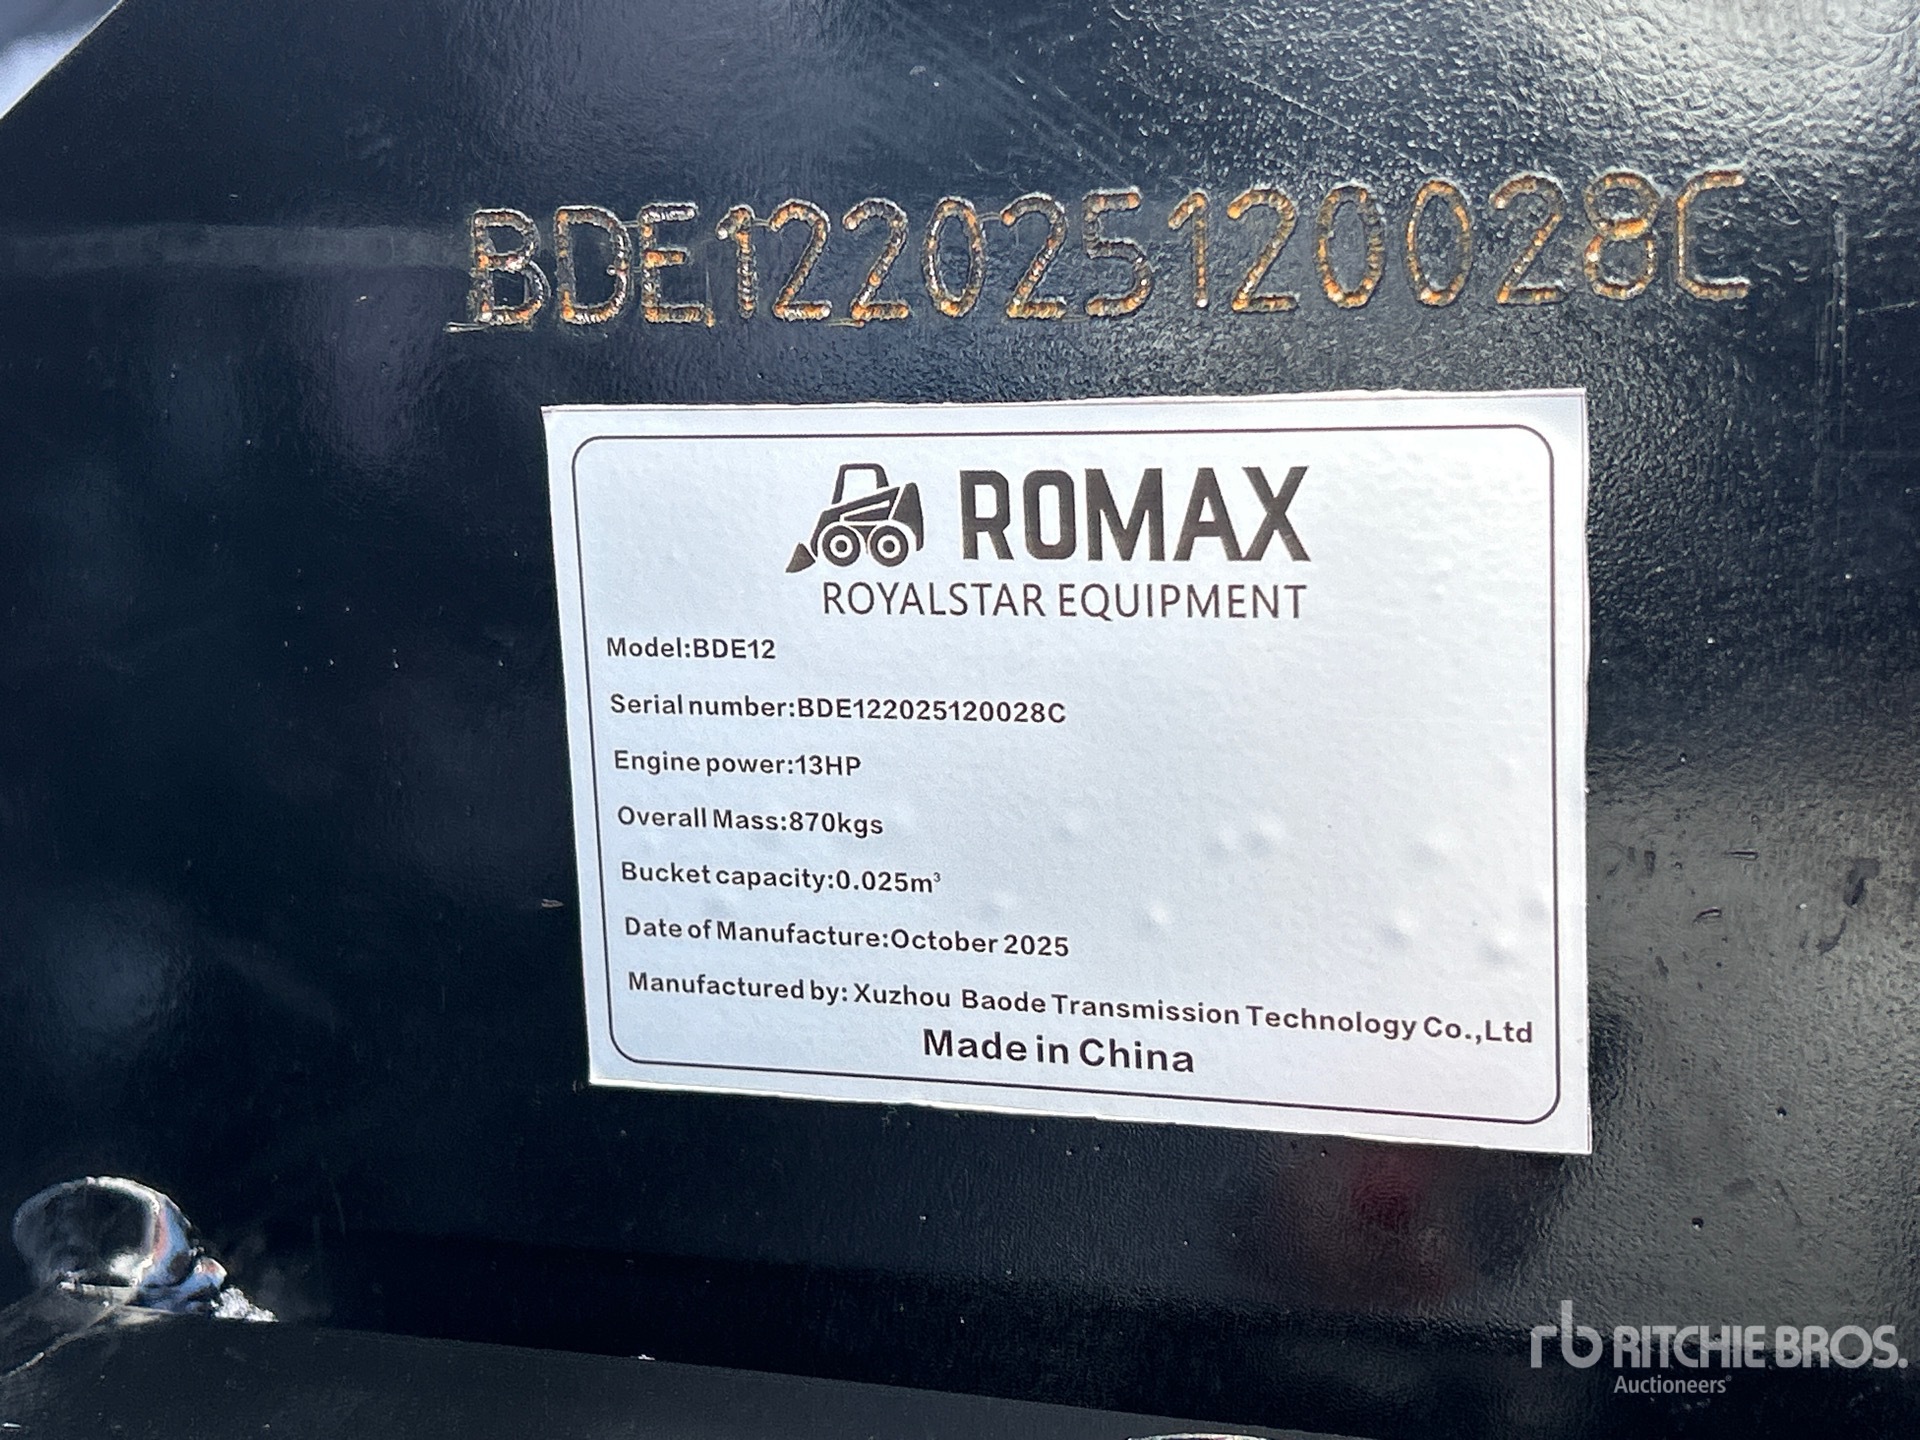 BDE122025120028C
ROMAX
ROYALSTAR EQUIPMENT
Model:BDE12
Serial number:BDE122025120028C
Engine power:13HP
Overall Mass:870kgs
Bucket capacity:0.025m³
Date of Manufacture:October 2025
Manufactured by: Xuzhou Baode Transmission Technology Co.,Ltd
Made in China
rb RITCHIE BROS.
Auctioneers®